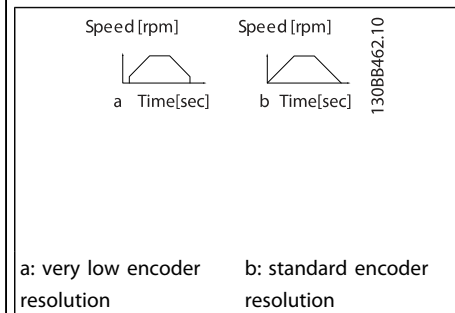 Speed [rpm] Speed [rpm]
a Time[sec] b Time[sec]
130BB462.10
a: very low encoder resolution
b: standard encoder resolution